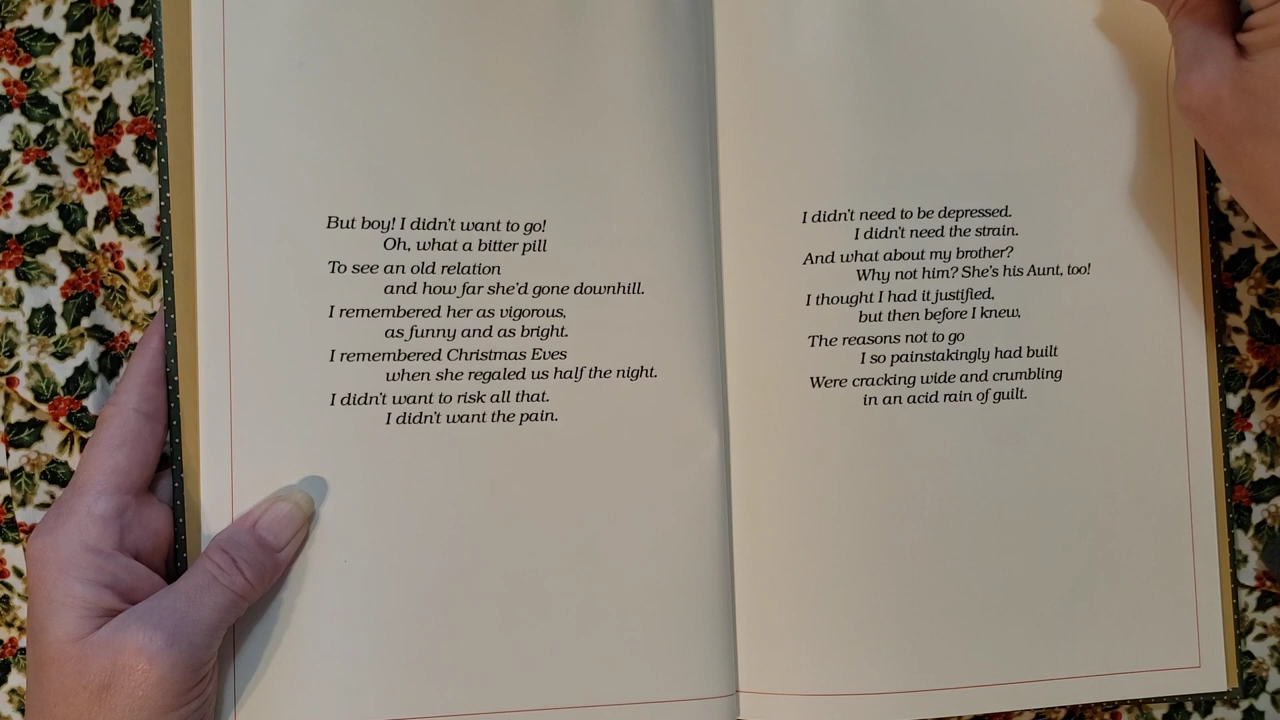 But boy! I didn't want to go!
Oh, what a bitter pill
To see an old relation
and how far she'd gone downhill.
I remembered her as vigorous,
as funny and as bright.
I remembered Christmas Eves
when she regaled us half the night.
I didn't want to risk all that.
I didn't want the pain.
I didn't need to be depressed.
I didn't need the strain.
And what about my brother?
Why not him? She's his Aunt, too!
I thought I had it justified,
but then before I knew,
The reasons not to go
I so painstakingly had built
Were cracking wide and crumbling
in an acid rain of guilt.